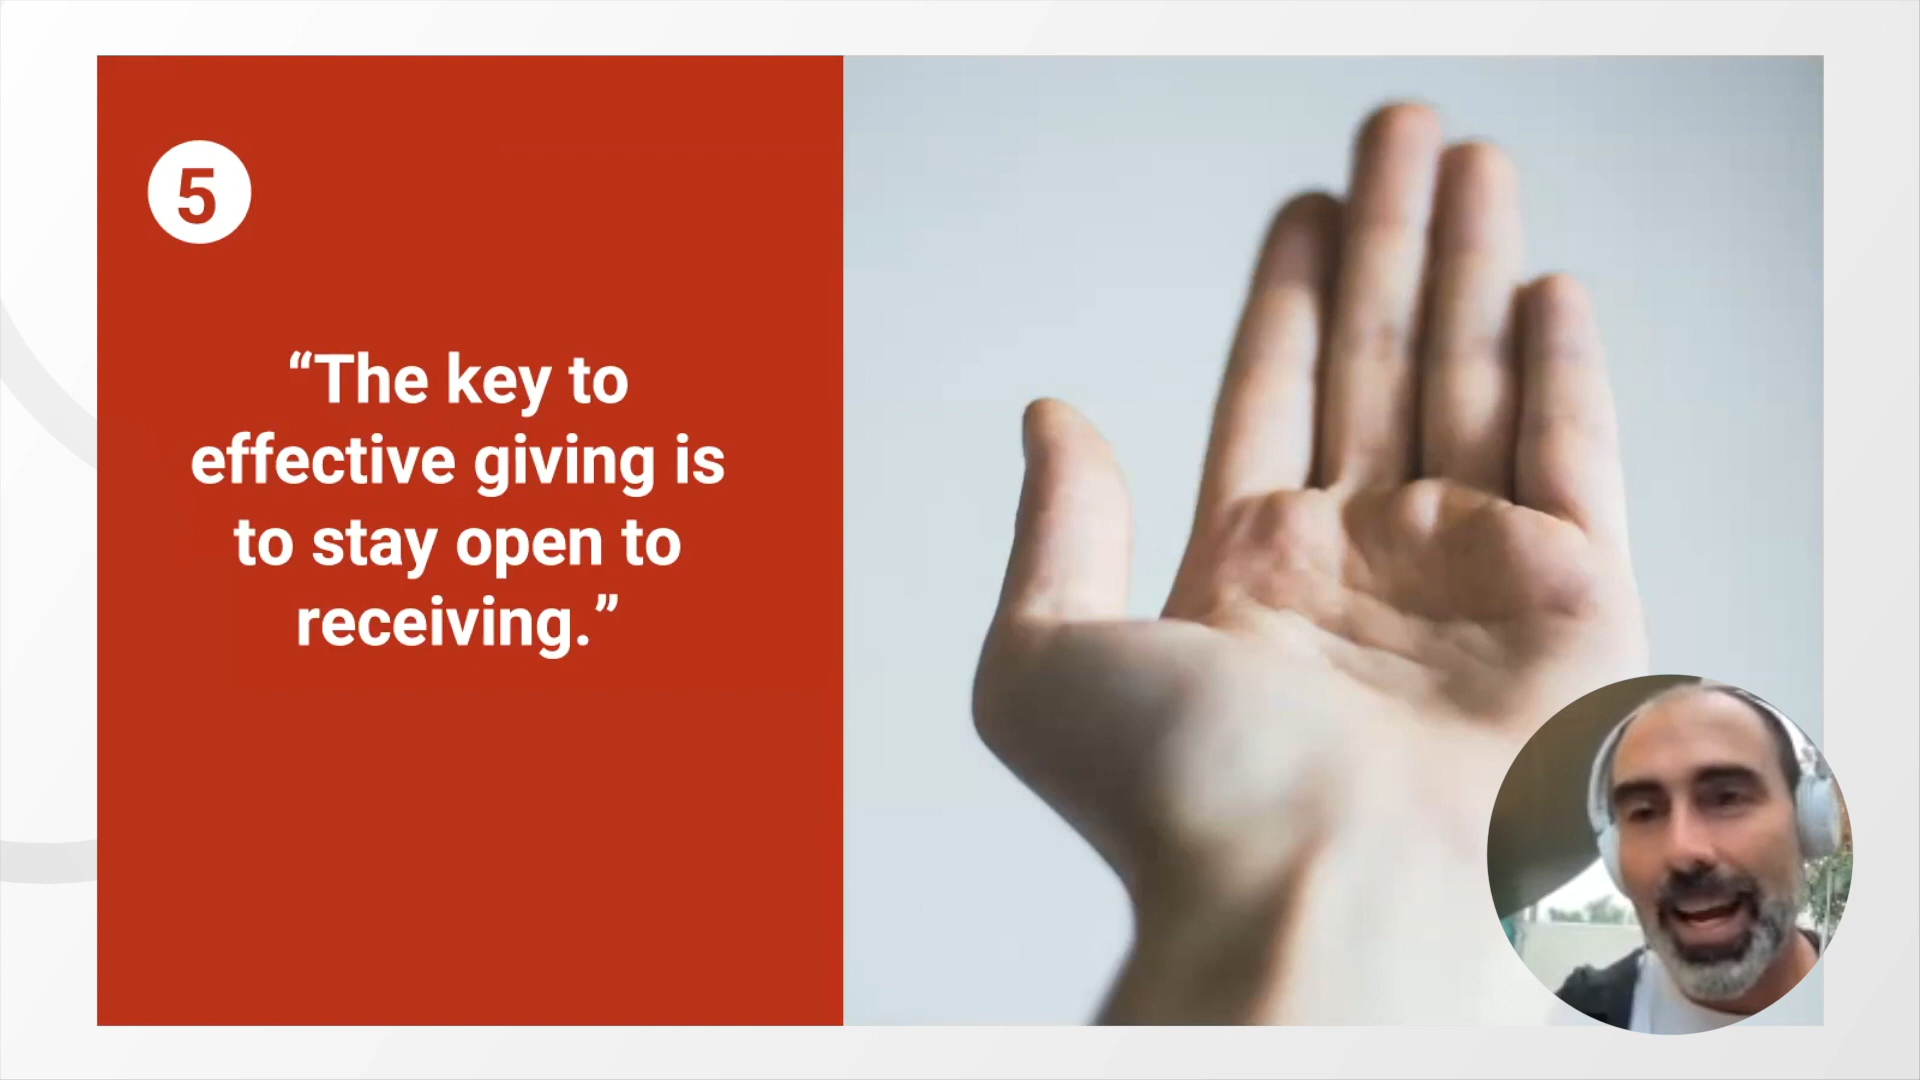 5
“The key to
effective giving is
to stay open to
receiving.”